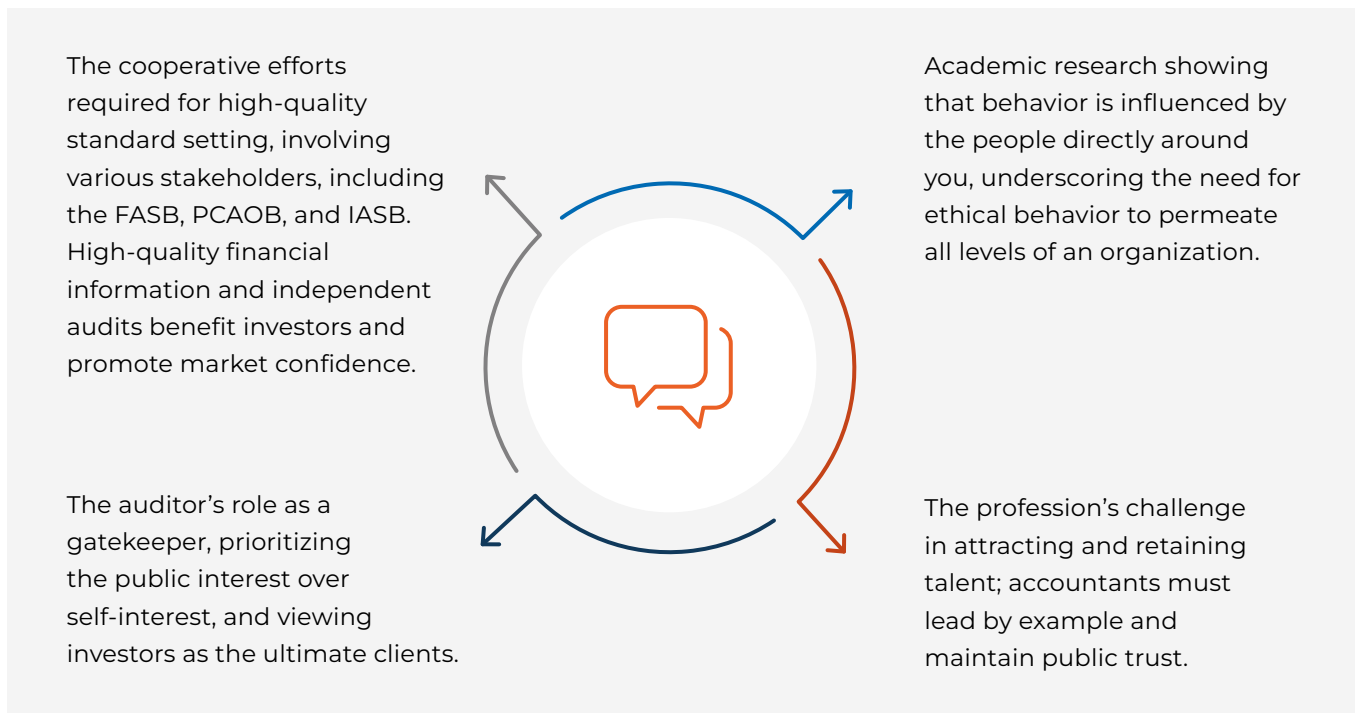 The cooperative efforts
required for high-quality
standard setting, involving
various stakeholders, including
the FASB, PCAOB, and IASB.
High-quality financial
information and independent
audits benefit investors and
promote market confidence.
Academic research showing
that behavior is influenced by
the people directly around
you, underscoring the need for
ethical behavior to permeate
all levels of an organization.
The auditor’s role as a
gatekeeper, prioritizing
the public interest over
self-interest, and viewing
investors as the ultimate clients.
The profession’s challenge
in attracting and retaining
talent; accountants must
lead by example and
maintain public trust.